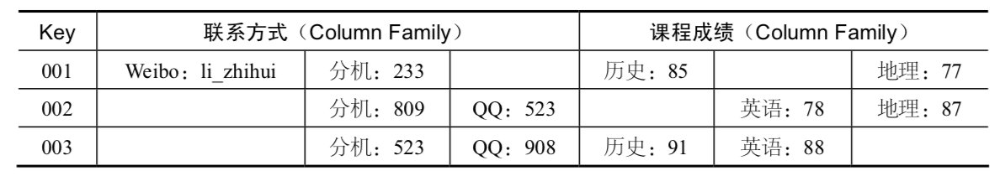 Key 联系方式（Column Family） 课程成绩（Column Family）
001 Weibo：li_zhihui 分机：233 历史：85 地理：77
002 分机：809 QQ：523 英语：78 地理：87
003 分机：523 QQ：908 历史：91 英语：88